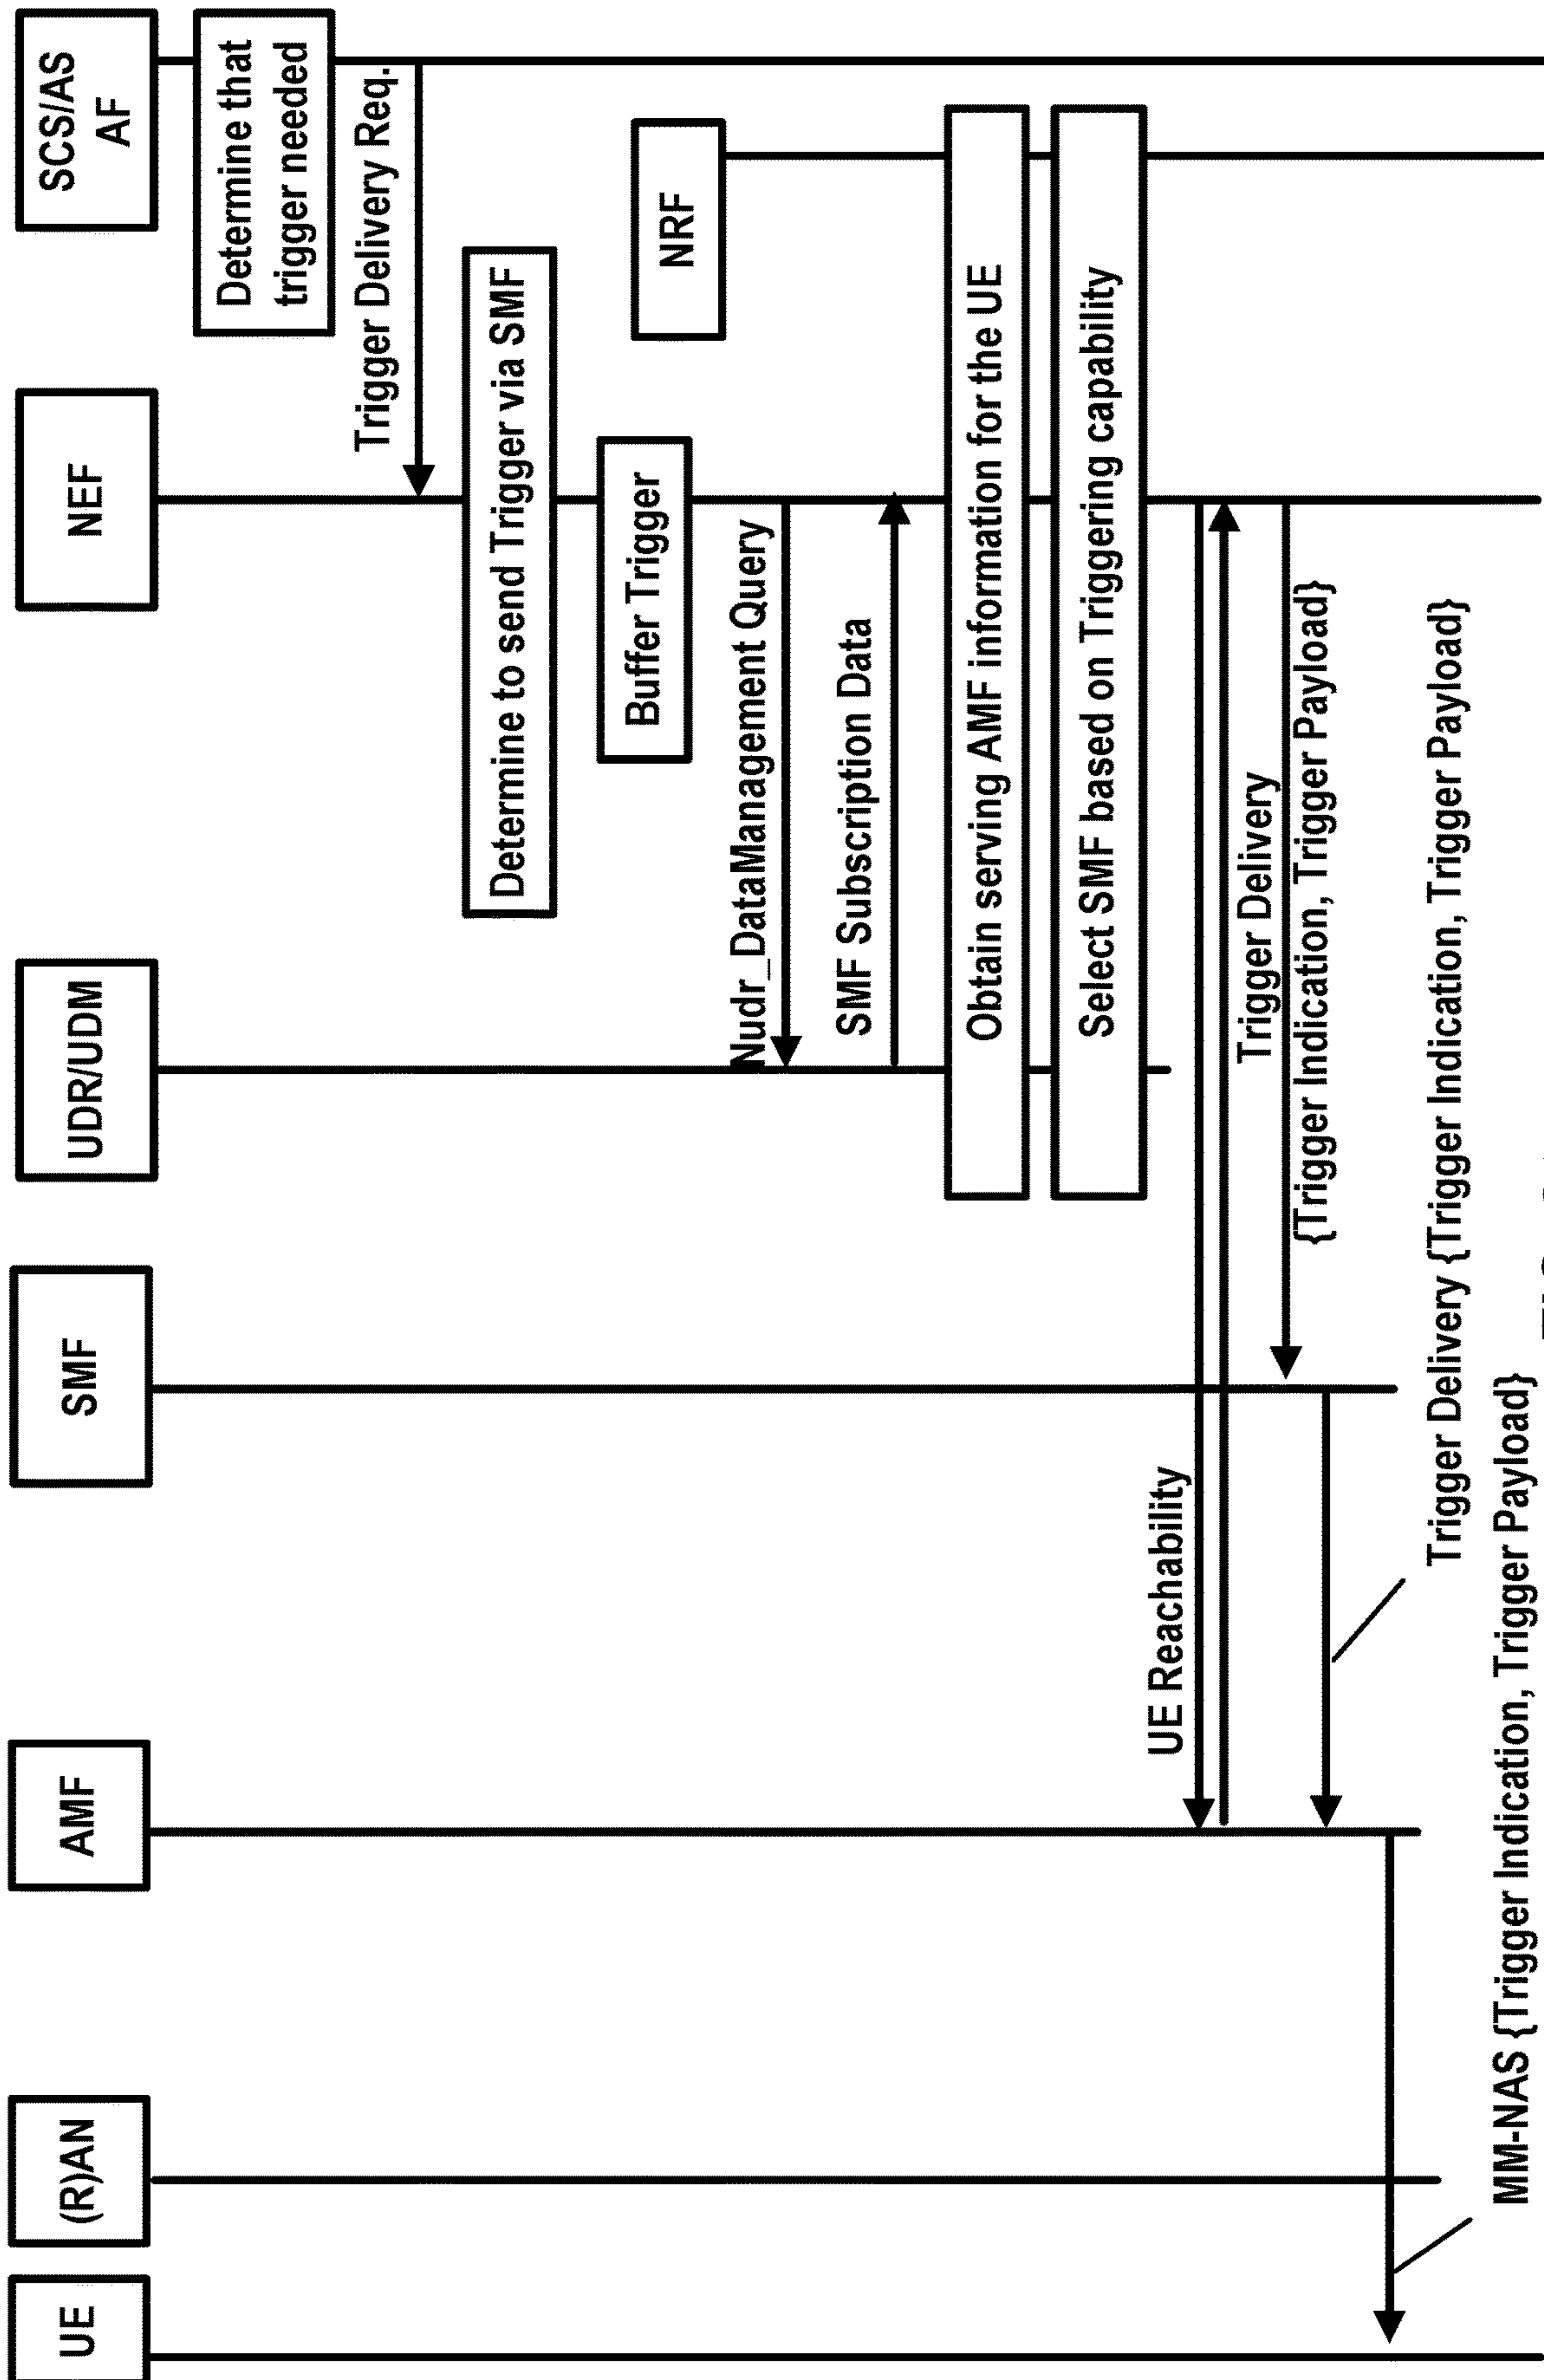 UE
(R)AN
AMF
SMF
UDR/UDM
NEF
SCS/AS
AF
Determine that
trigger needed
Trigger Delivery Req.
Determine to send Trigger via SMF
NRF
Buffer Trigger
Nudr_DataManagement Query
SMF Subscription Data
Obtain serving AMF information for the UE
Select SMF based on Triggering capability
UE Reachability
Trigger Delivery
{Trigger Indication, Trigger Payload}
Trigger Delivery {Trigger Indication, Trigger Payload}
MM-NAS {Trigger Indication, Trigger Payload}